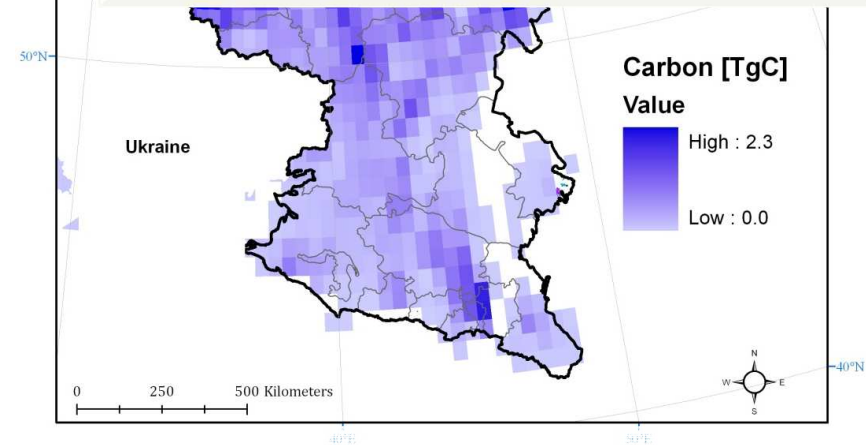 50°N
Carbon [TgC]
Value
High : 2.3
Low : 0.0
Ukraine
0 250 500 Kilometers
N
W E
S
40°N
40°E 50°E